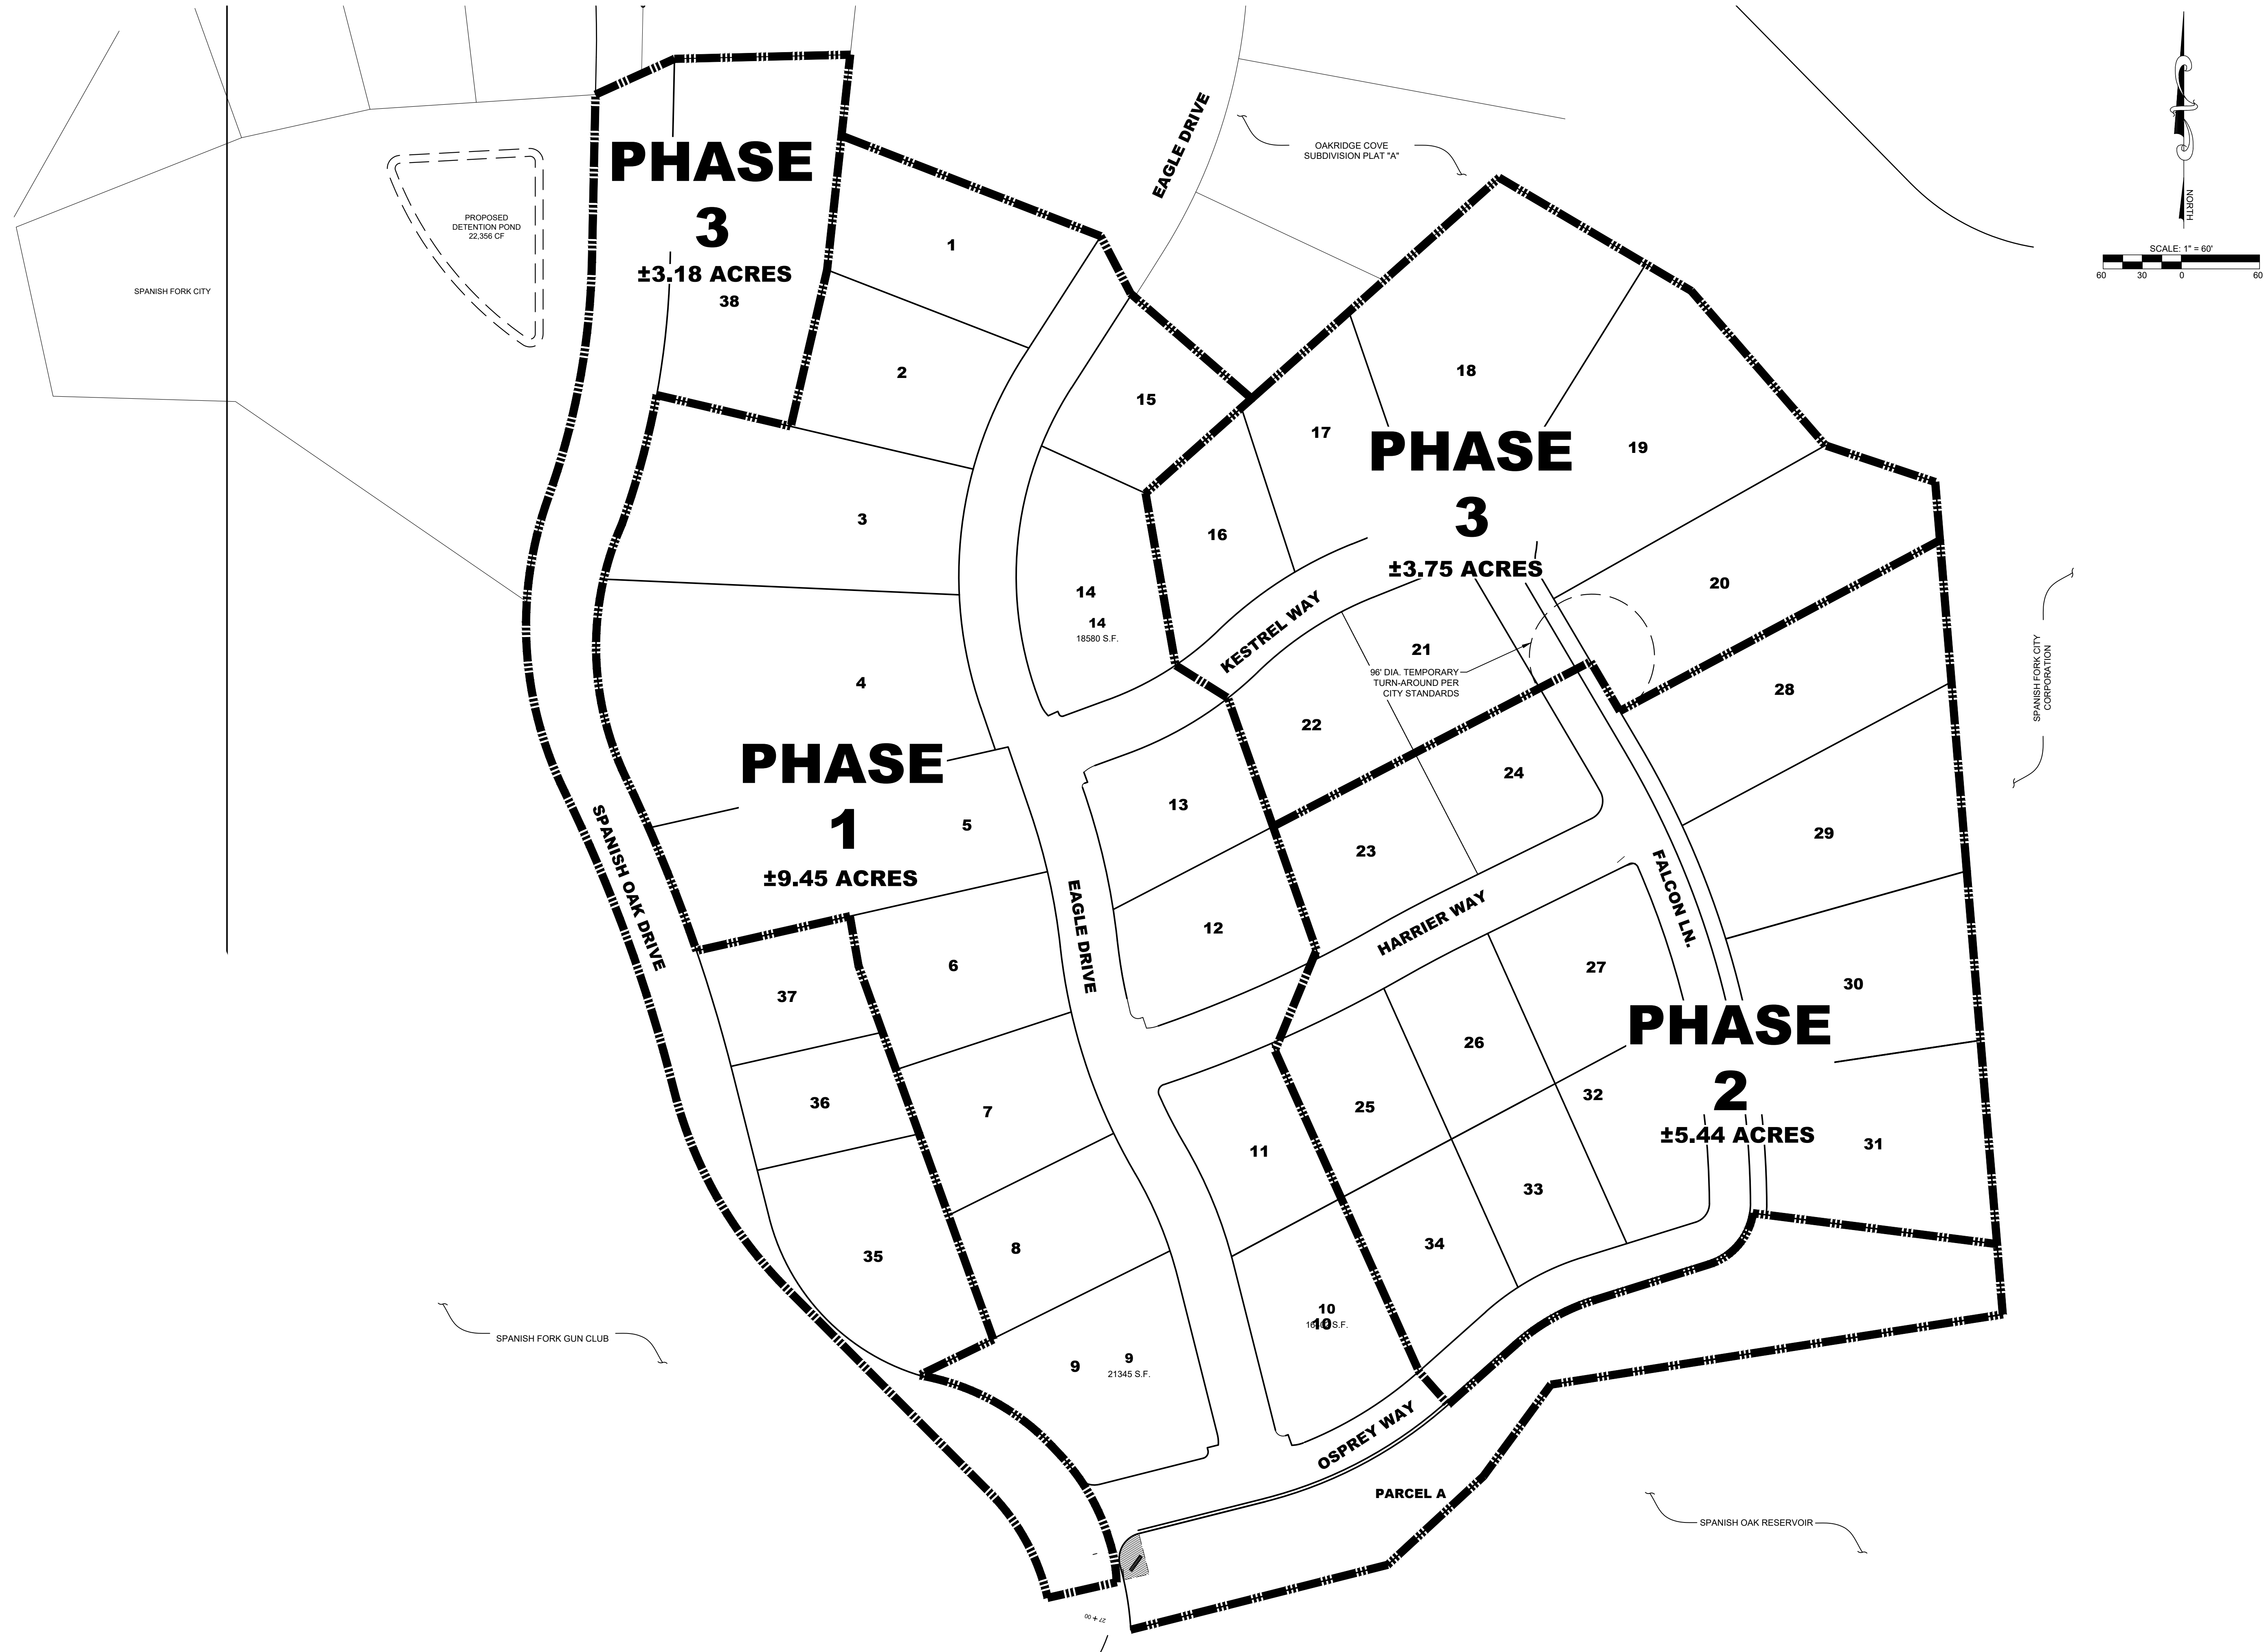 EAGLE DRIVE
OAKRIDGE COVE
SUBDIVISION PLAT "A"
NORTH
SCALE: 1" = 60'
60 30 0 60
PHASE
3
±3.18 ACRES
38
PROPOSED
DETENTION POND
22,356 CF
SPANISH FORK CITY
1
2
3
4
15
14
14
18580 S.F.
16
17
18
19
PHASE
3
±3.75 ACRES
20
21
22
KESTREL WAY
96' DIA. TEMPORARY
TURN-AROUND PER
CITY STANDARDS
SPANISH FORK CITY
CORPORATION
PHASE
1
±9.45 ACRES
5
SPANISH OAK DRIVE
EAGLE DRIVE
13
12
23
24
28
29
HARRIER WAY
FALCON LN.
6
37
36
7
35
8
11
25
26
27
30
PHASE
2
±5.44 ACRES
31
32
33
34
10
10
9
9
21345 S.F.
OSPREY WAY
PARCEL A
SPANISH FORK GUN CLUB
SPANISH OAK RESERVOIR
27 + 00